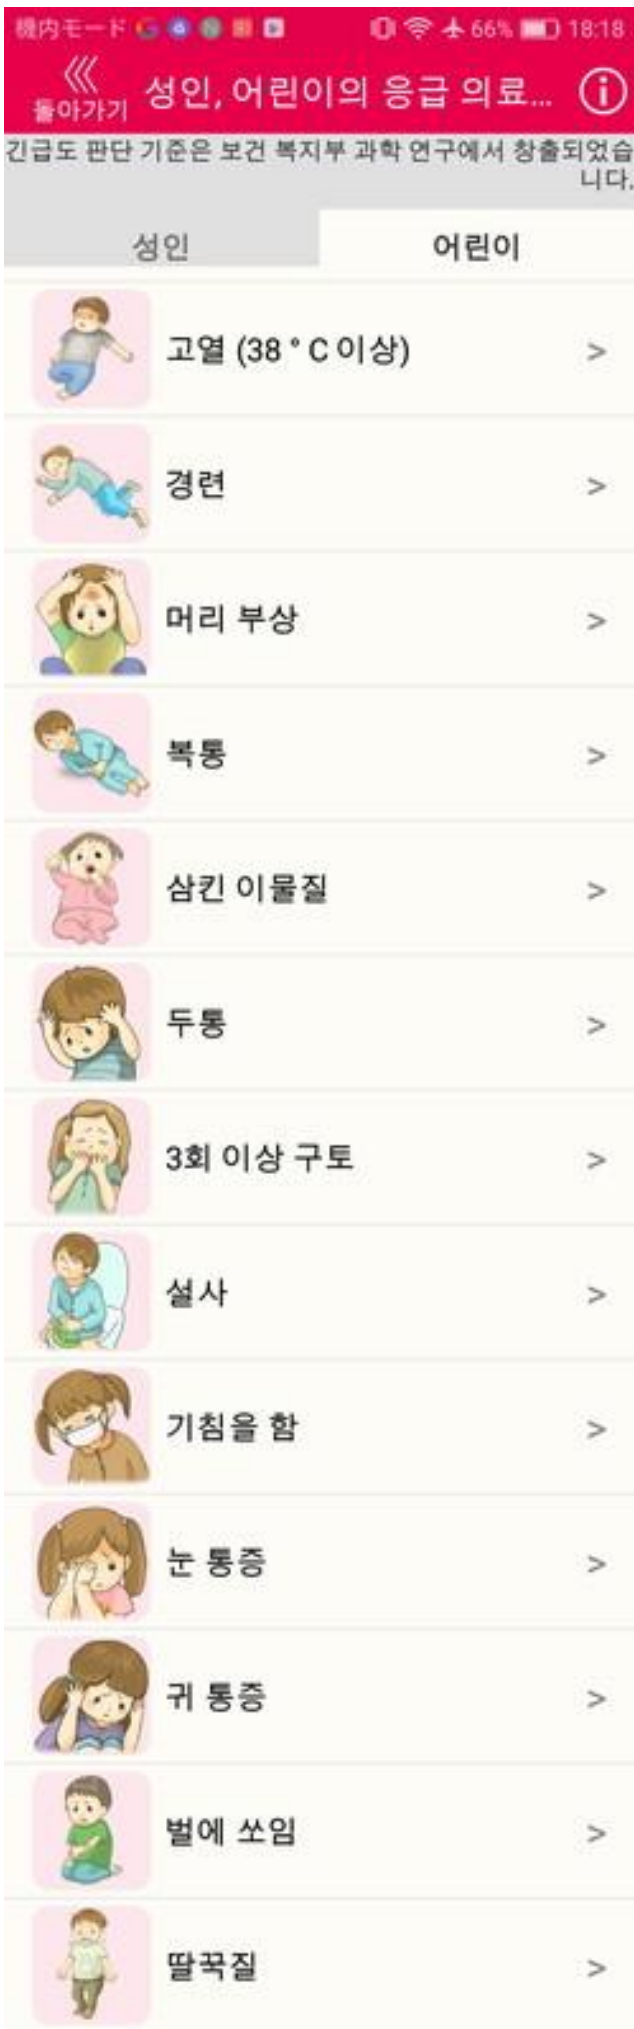 機内モード 66% 18:18
돌아가기 성인, 어린이의 응급 의료...
긴급도 판단 기준은 보건 복지부 과학 연구에서 창출되었습
니다.
성인 어린이
고열 (38 ° C 이상) >
경련 >
머리 부상 >
복통 >
삼킨 이물질 >
두통 >
3회 이상 구토 >
설사 >
기침을 함 >
눈 통증 >
귀 통증 >
벌에 쏘임 >
딸꾹질 >